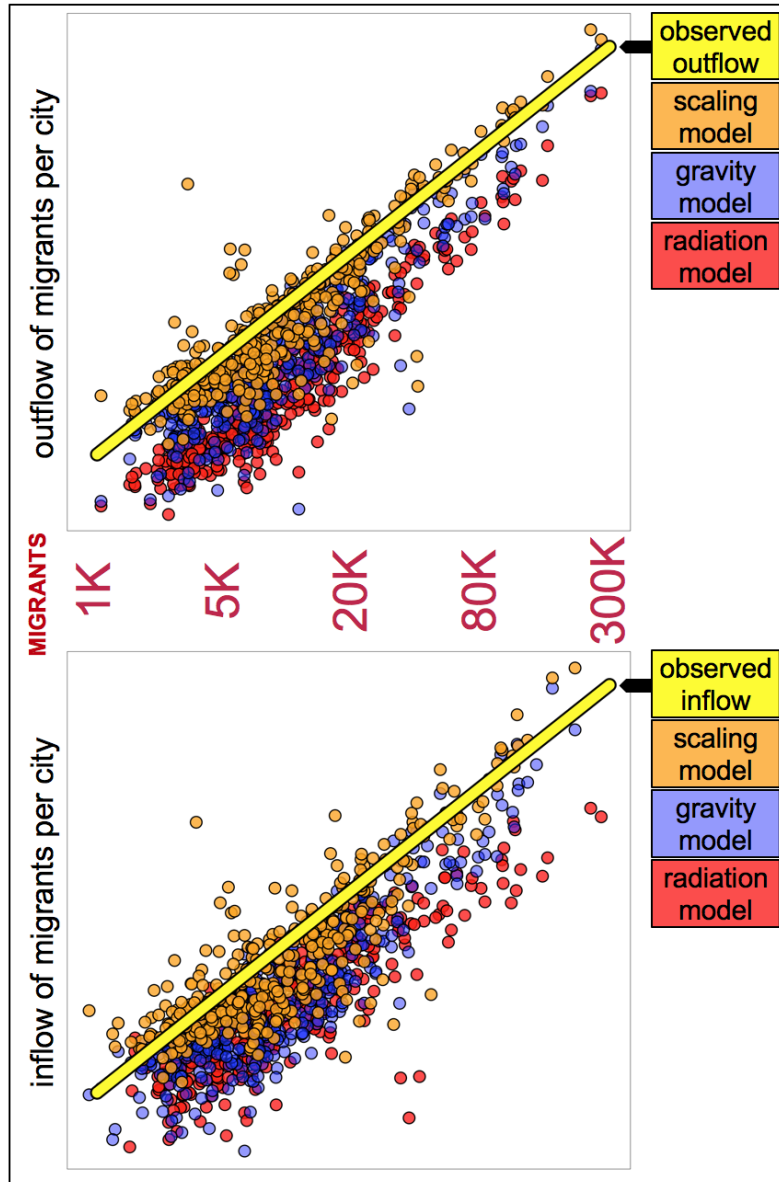 outflow of migrants per city
observed
outflow
scaling
model
gravity
model
radiation
model
MIGRANTS
1K
5K
20K
80K
300K
inflow of migrants per city
observed
inflow
scaling
model
gravity
model
radiation
model